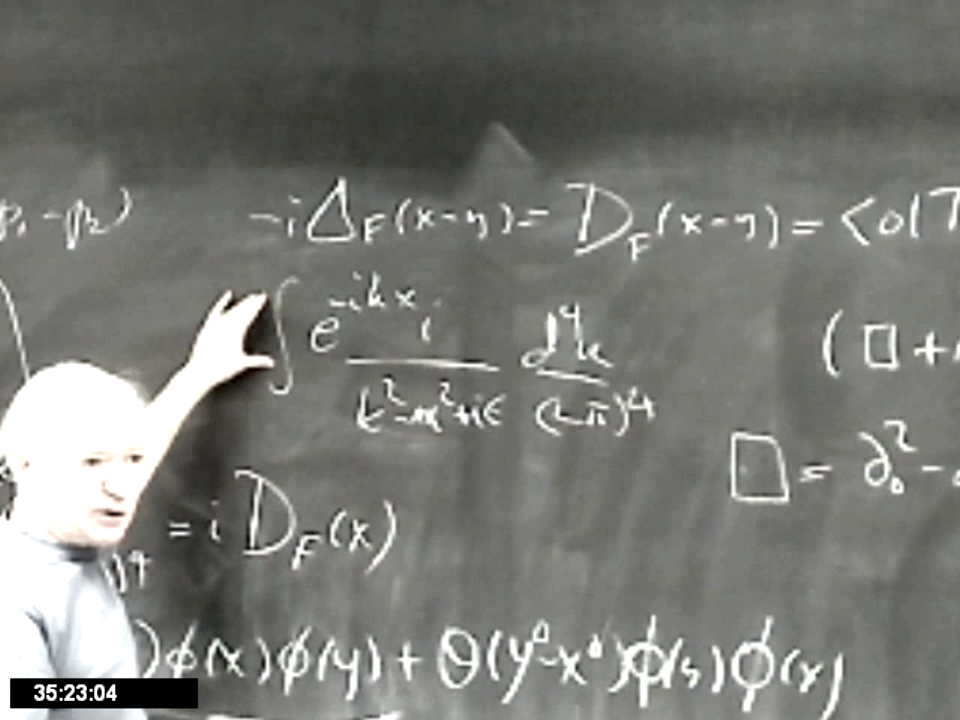 p₁-p₂) -iΔ_F(x-y)= D_F(x-y)= <0|T
∫ e^{-ikx} i / (k²-m²+iε) d⁴k / (2π)⁴ (□+
□= ∂₀² -
= i D_F(x)
)4
)ϕ(x)ϕ(y) + Θ(y⁰-x⁰)ϕ(y)ϕ(x)
35:23:04